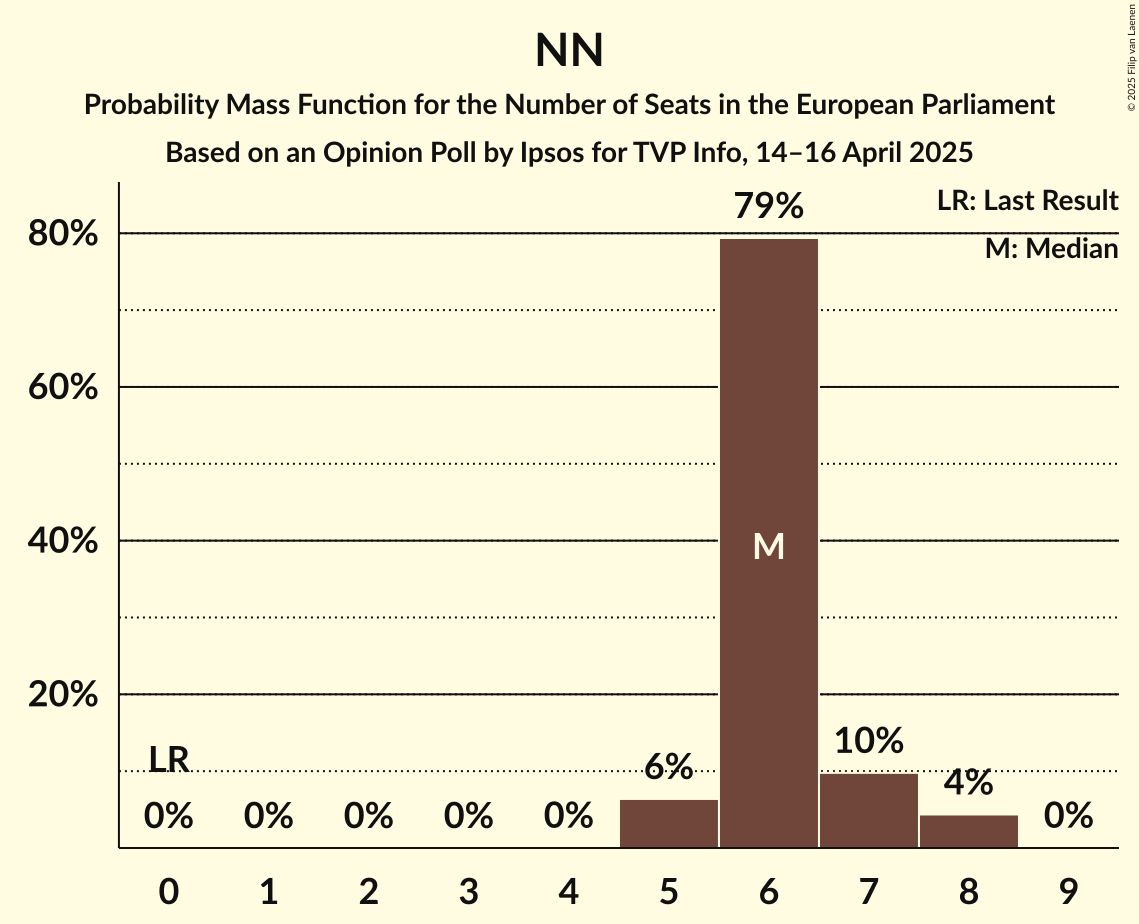 NN
Probability Mass Function for the Number of Seats in the European Parliament
Based on an Opinion Poll by Ipsos for TVP Info, 14–16 April 2025
© 2025 Filip van Laenen
LR: Last Result
M: Median
80%
60%
40%
20%
79%
M
LR
0%
0%
0%
0%
0%
6%
10%
4%
0%
0 1 2 3 4 5 6 7 8 9